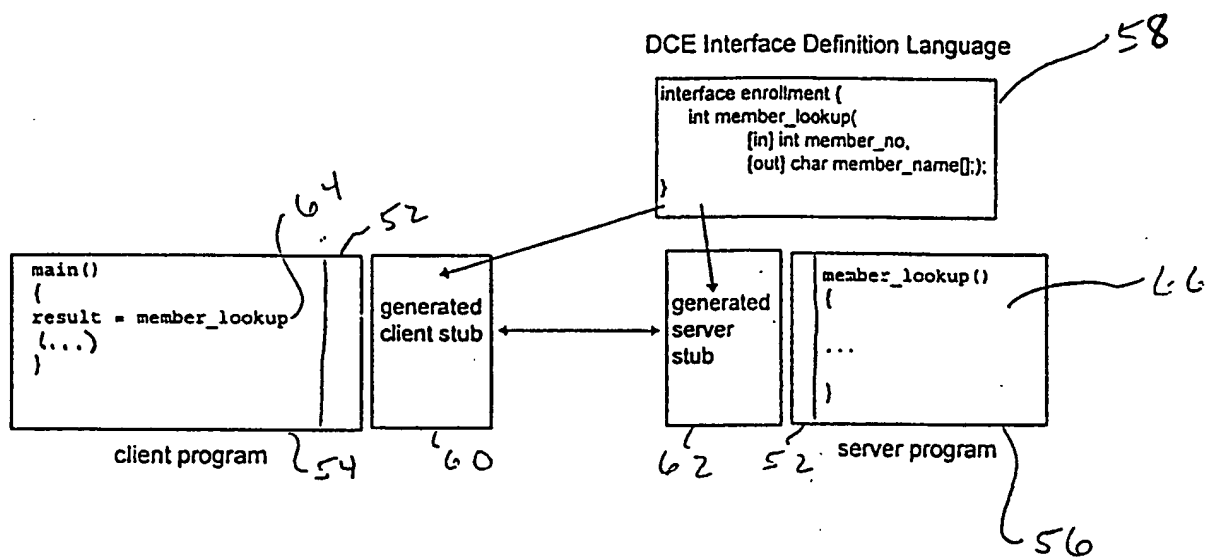 DCE Interface Definition Language
58
interface enrollment {
int member_lookup(
[in] int member_no,
[out] char member_name[];);
}
64
52
main()
{
result = member_lookup
(...)
}
generated
client stub
generated
server
stub
member_lookup()
{
...
}
66
client program
54
60
62
52
server program
56